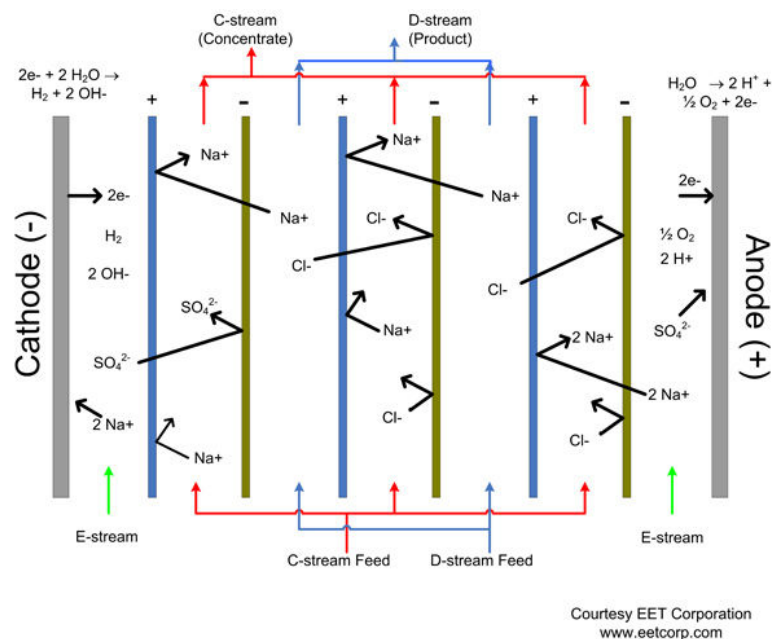 C-stream
(Concentrate)
D-stream
(Product)
2e- + 2 H₂O →
H₂ + 2 OH-
H₂O → 2 H⁺ +
½ O₂ + 2e-
+
-
+
-
+
-
Na+
Na+
2e-
Na+
Na+
2e-
Cl-
Cl-
H₂
Cl-
½ O₂
2 OH-
Cl-
2 H+
SO₄²⁻
Na+
2 Na+
SO₄²⁻
SO₄²⁻
2 Na+
2 Na+
Cl-
Cl-
Na+
Cathode (-)
Anode (+)
E-stream
C-stream Feed
D-stream Feed
E-stream
Courtesy EET Corporation
www.eetcorp.com